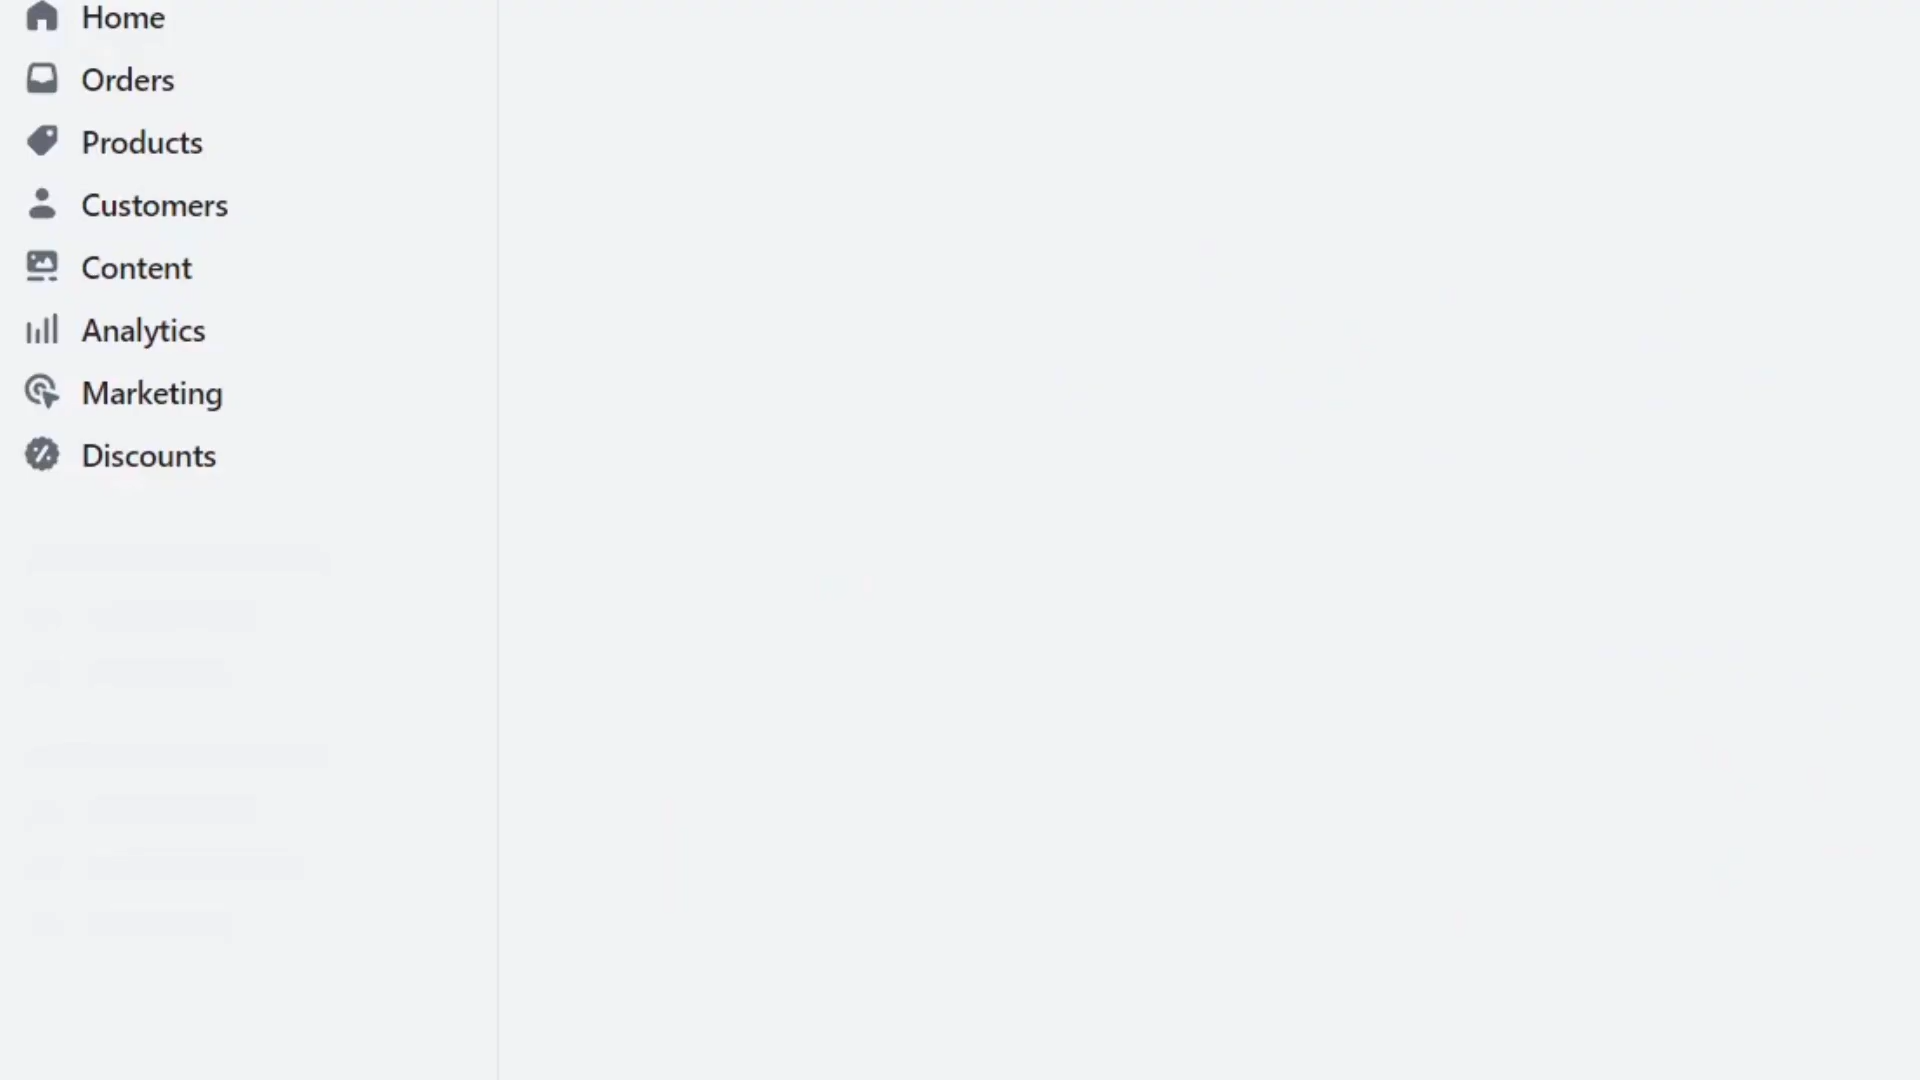 Home
Orders
Products
Customers
Content
Analytics
Marketing
Discounts